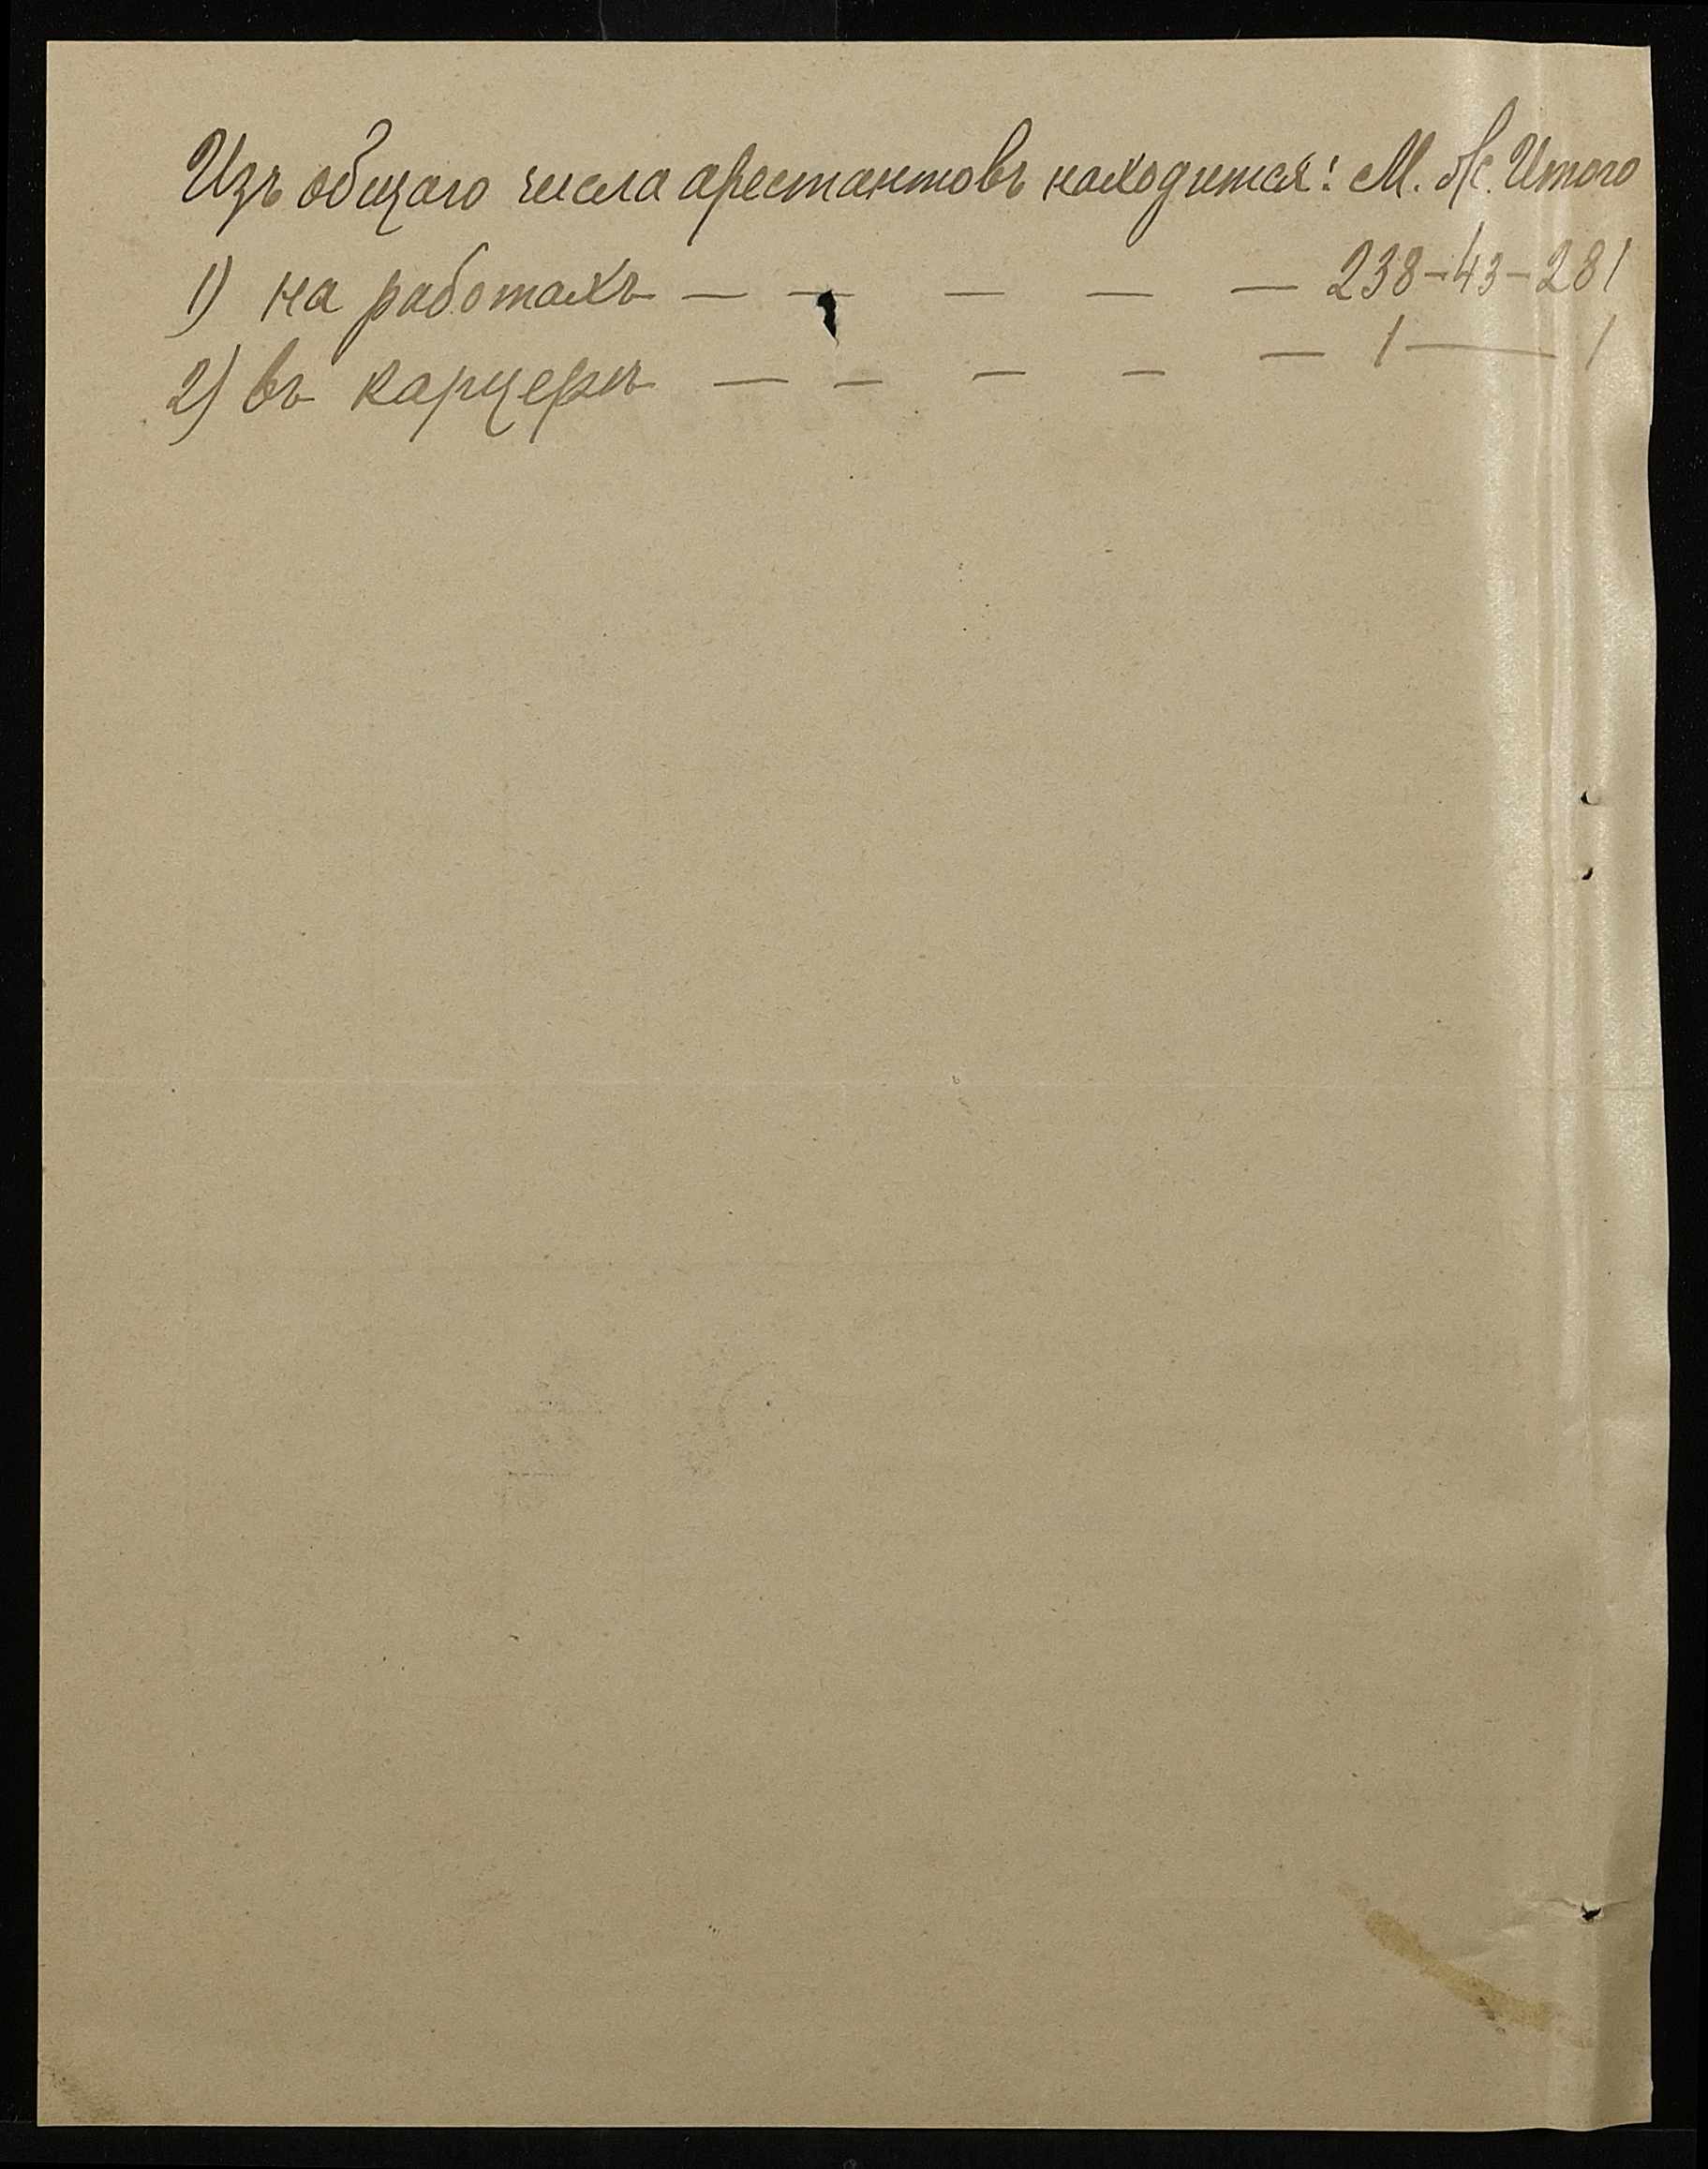 Изъ общаго числа арестантовъ находится: М. Ж. Итого
1) на работахъ — — — — — 238 – 43 – 281
2) въ карцерѣ — — — — — 1 — 1